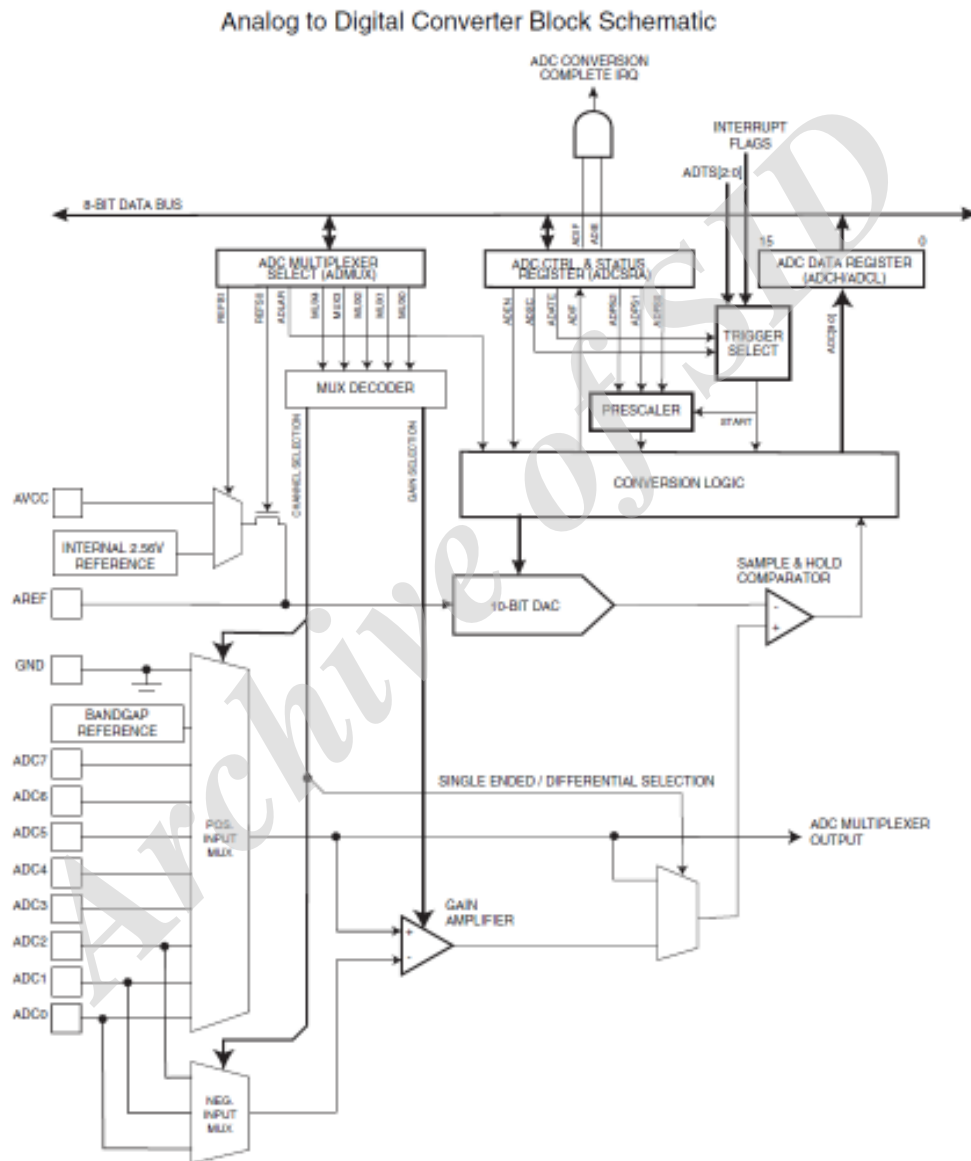 Analog to Digital Converter Block Schematic
ADC CONVERSION
COMPLETE IRQ
INTERRUPT
FLAGS
ADTS[2:0]
8-BIT DATA BUS
ADIF
ADIE
15
0
ADC MULTIPLEXER
SELECT (ADMUX)
ADC CTRL. & STATUS
REGISTER (ADCSRA)
ADC DATA REGISTER
(ADCH/ADCL)
REFS1
REFS0
ADLAR
MUX4
MUX3
MUX2
MUX1
MUX0
ADEN
ADSC
ADATE
ADIF
ADPS2
ADPS1
ADPS0
ADC[9:0]
TRIGGER
SELECT
MUX DECODER
PRESCALER
START
CHANNEL SELECTION
GAIN SELECTION
CONVERSION LOGIC
AVCC
INTERNAL 2.56V
REFERENCE
SAMPLE & HOLD
COMPARATOR
AREF
10-BIT DAC
-
+
GND
BANDGAP
REFERENCE
ADC7
SINGLE ENDED / DIFFERENTIAL SELECTION
ADC6
ADC5
POS.
INPUT
MUX
ADC MULTIPLEXER
OUTPUT
ADC4
ADC3
GAIN
AMPLIFIER
+
-
ADC2
ADC1
ADC0
NEG.
INPUT
MUX
Archive of SID